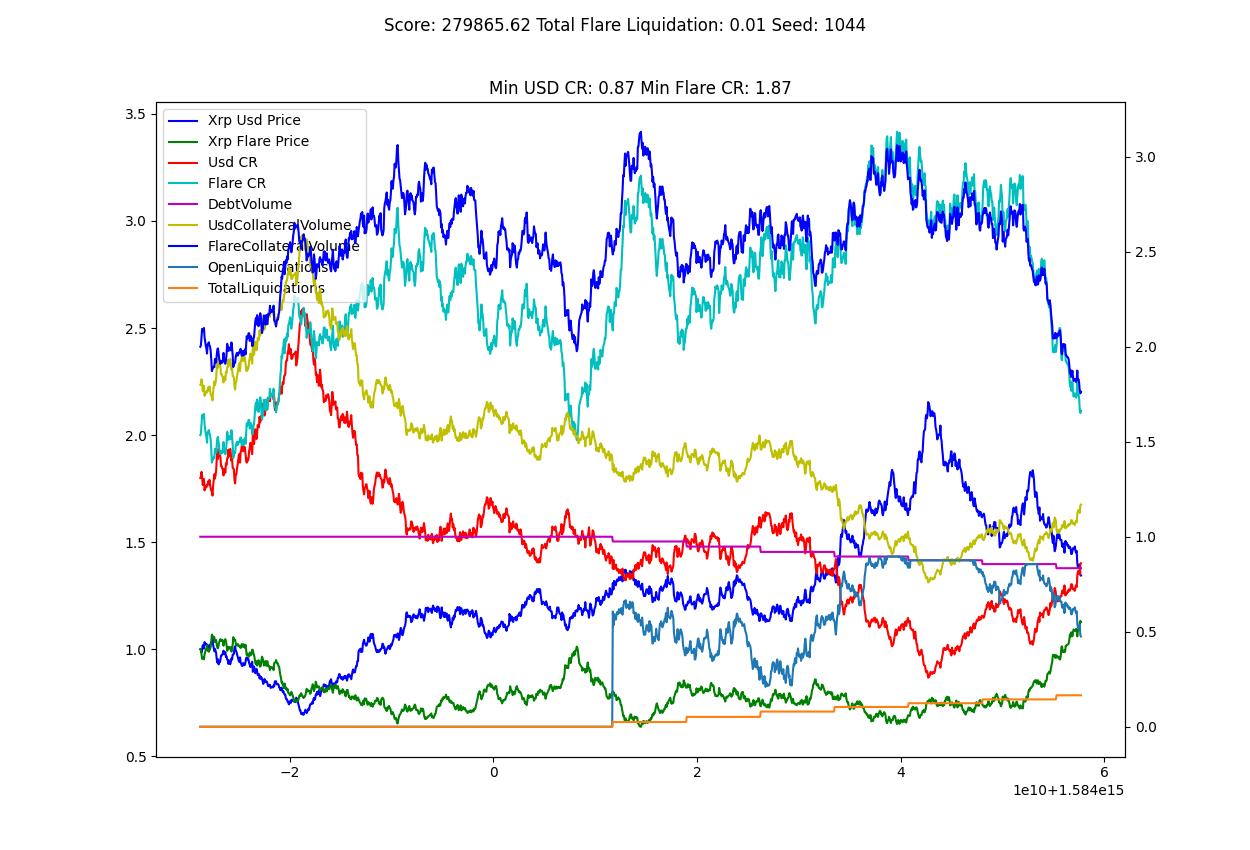 Score: 279865.62 Total Flare Liquidation: 0.01 Seed: 1044
Min USD CR: 0.87 Min Flare CR: 1.87
Xrp Usd Price
Xrp Flare Price
Usd CR
Flare CR
DebtVolume
UsdCollateralVolume
FlareCollateralVolume
OpenLiquidations
TotalLiquidations
3.5
3.0
2.5
2.0
1.5
1.0
0.5
3.0
2.5
2.0
1.5
1.0
0.5
0.0
−2
0
2
4
6
1e10+1.584e15